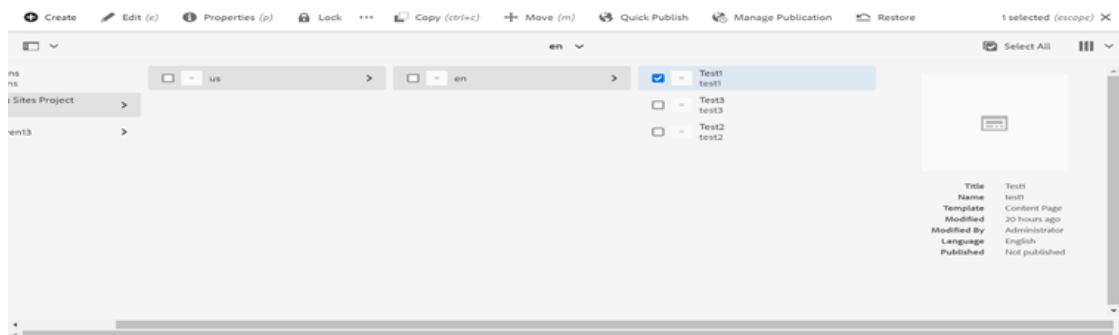 Create Edit (e) Properties (p) Lock ••• Copy (ctrl+c) Move (m) Quick Publish Manage Publication Restore 1 selected (escape)
en Select All
ns
ns
us
en
Test1
test1
Sites Project
Test3
test3
en13
Test2
test2
Title Test1
Name test1
Template Content Page
Modified 20 hours ago
Modified By Administrator
Language English
Published Not published